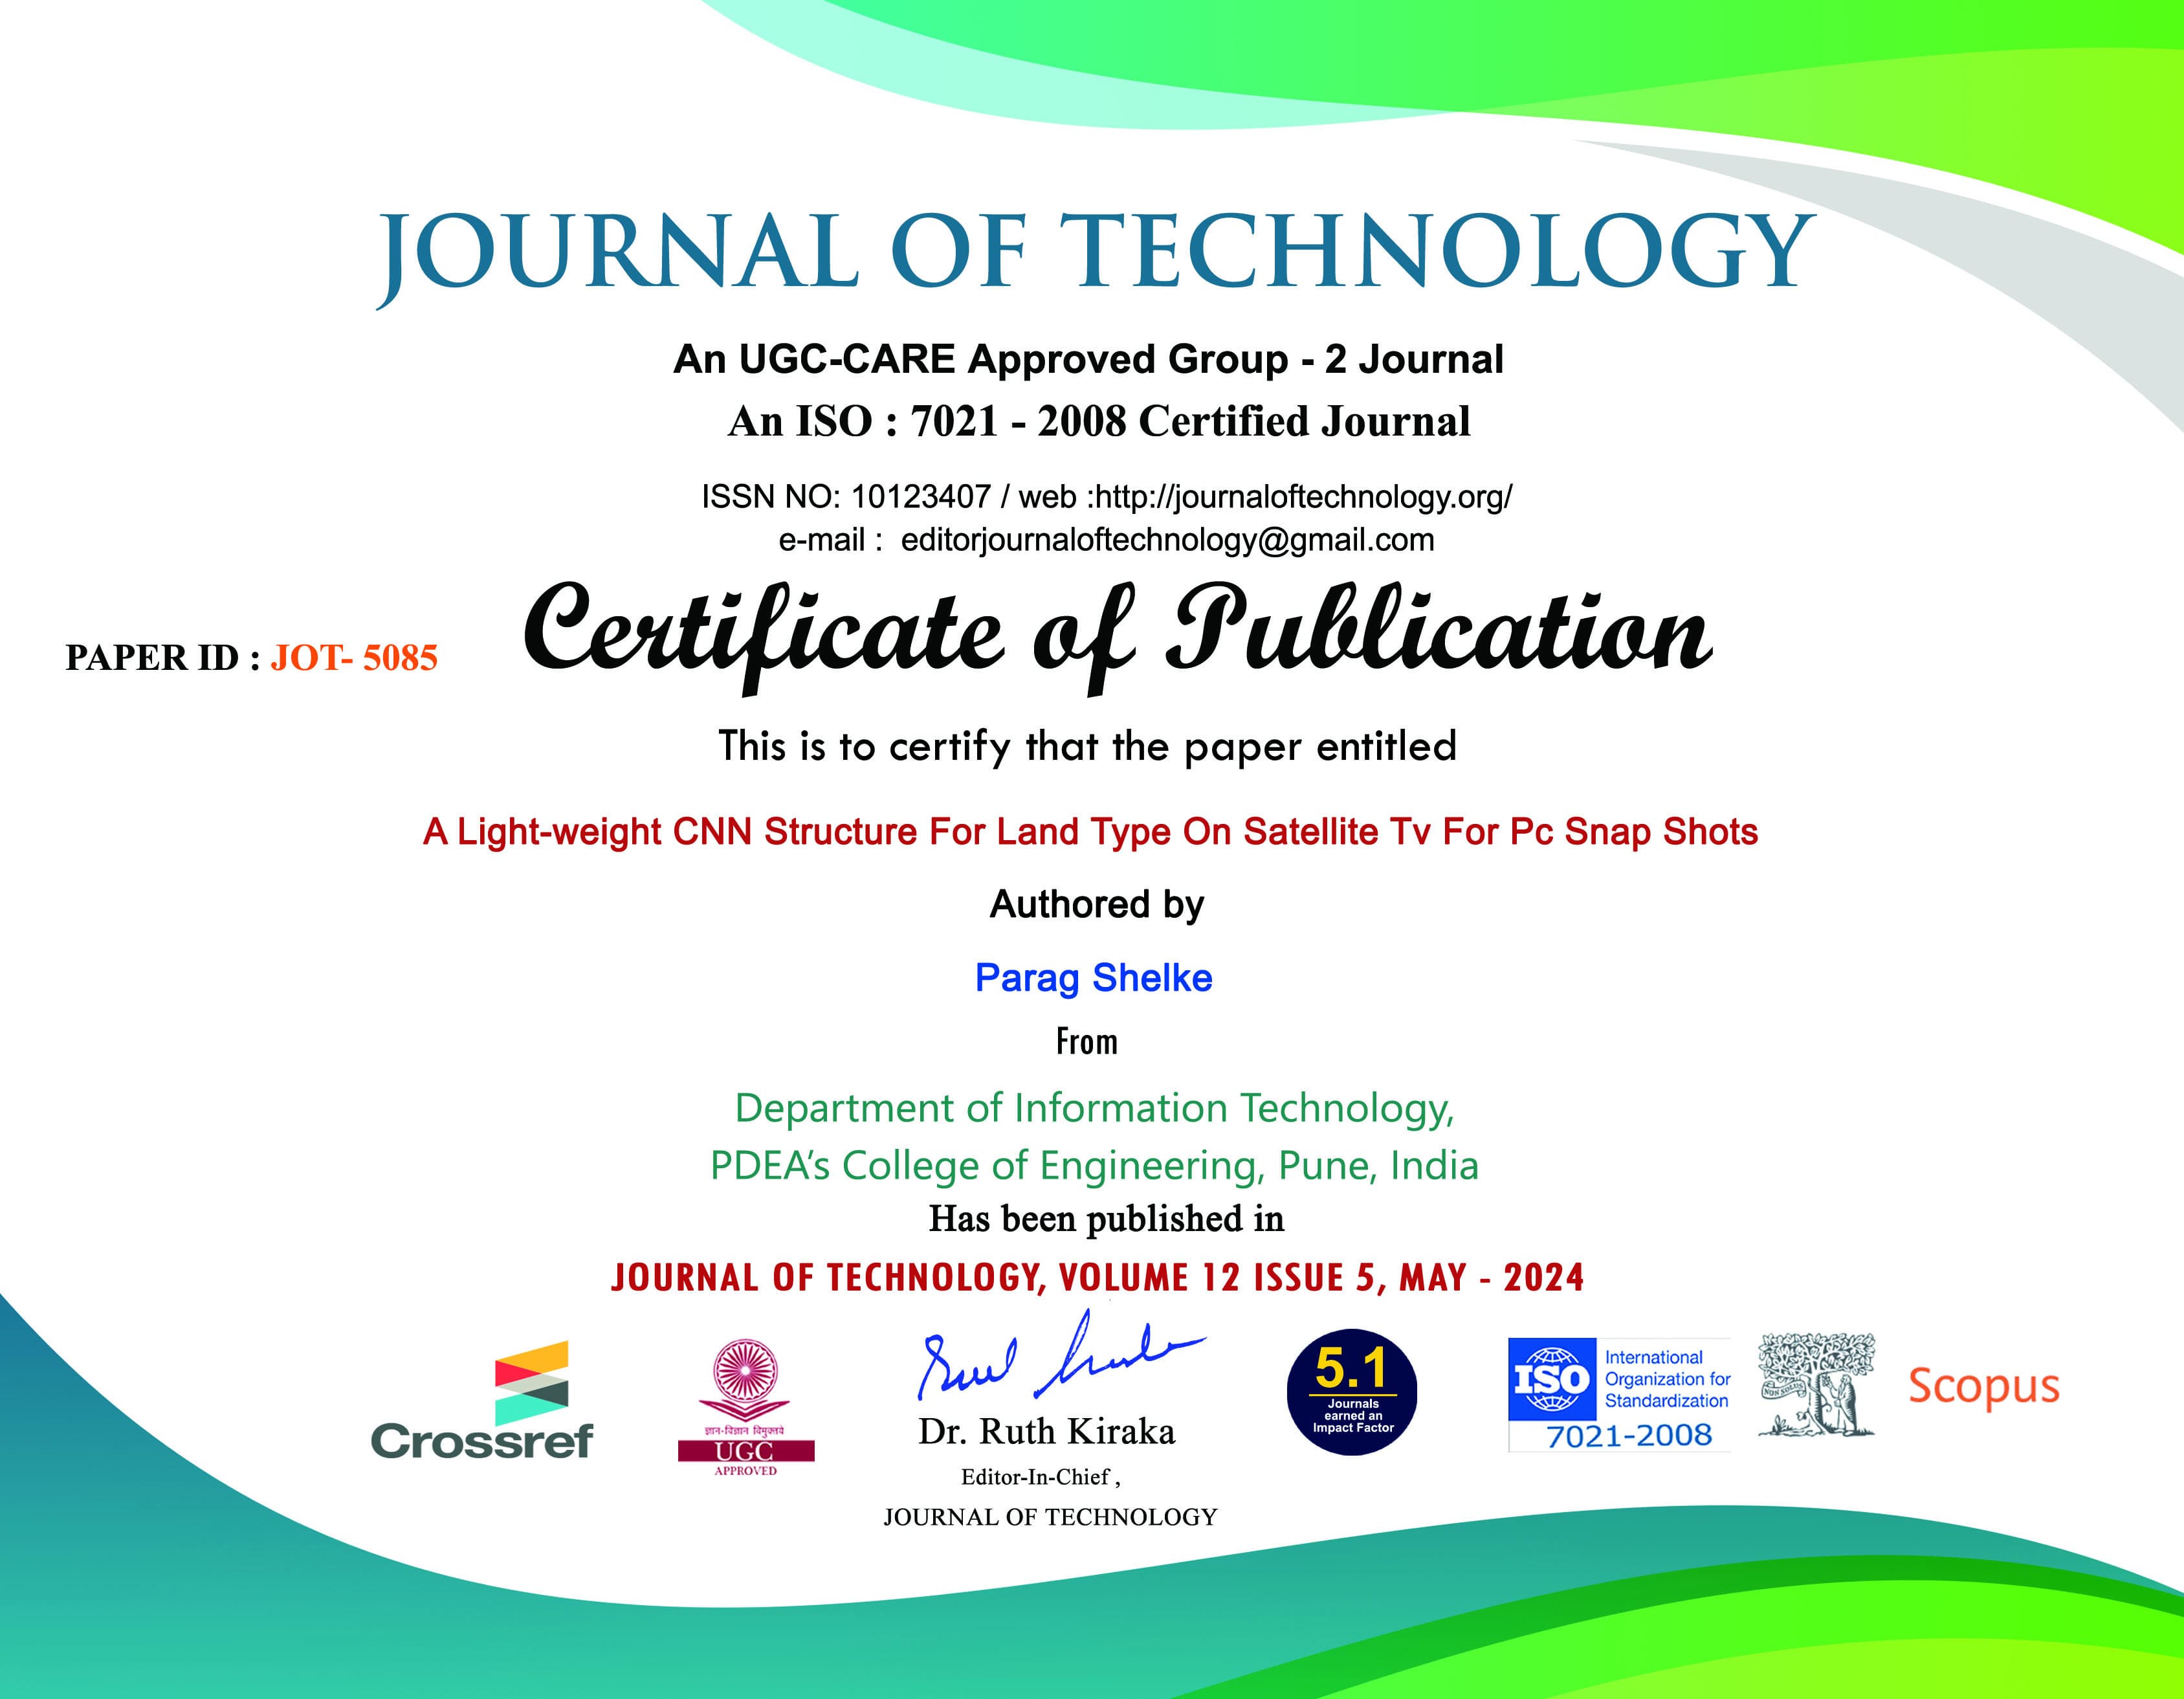 JOURNAL OF TECHNOLOGY
An UGC-CARE Approved Group - 2 Journal
An ISO : 7021 - 2008 Certified Journal
ISSN NO: 10123407 / web :http://journaloftechnology.org/
e-mail : editorjournaloftechnology@gmail.com
PAPER ID : JOT- 5085
Certificate of Publication
This is to certify that the paper entitled
A Light-weight CNN Structure For Land Type On Satellite Tv For Pc Snap Shots
Authored by
Parag Shelke
From
Department of Information Technology,
PDEA's College of Engineering, Pune, India
Has been published in
JOURNAL OF TECHNOLOGY, VOLUME 12 ISSUE 5, MAY - 2024
Crossref
ज्ञान-विज्ञान विमुक्तये
UGC
APPROVED
Dr. Ruth Kiraka
Editor-In-Chief ,
JOURNAL OF TECHNOLOGY
5.1
Journals
earned an
Impact Factor
ISO
International
Organization for
Standardization
7021-2008
NON SOLUS
Scopus